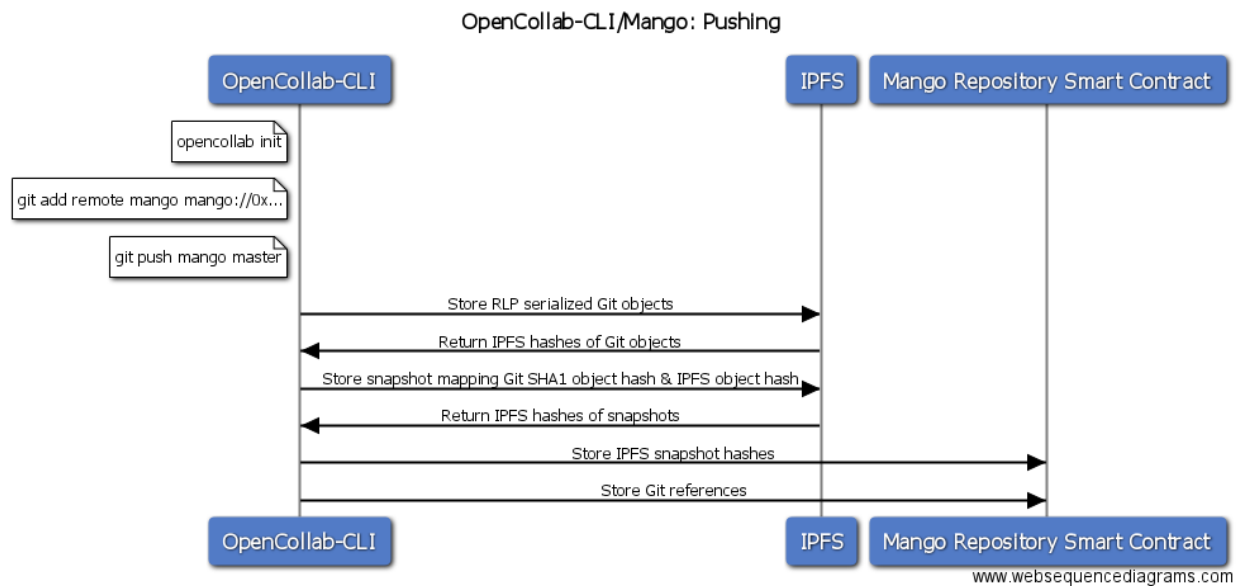 OpenCollab-CLI/Mango: Pushing
OpenCollab-CLI
IPFS
Mango Repository Smart Contract
opencollab init
git add remote mango mango://0x...
git push mango master
Store RLP serialized Git objects
Return IPFS hashes of Git objects
Store snapshot mapping Git SHA1 object hash & IPFS object hash
Return IPFS hashes of snapshots
Store IPFS snapshot hashes
Store Git references
OpenCollab-CLI
IPFS
Mango Repository Smart Contract
www.websequencediagrams.com